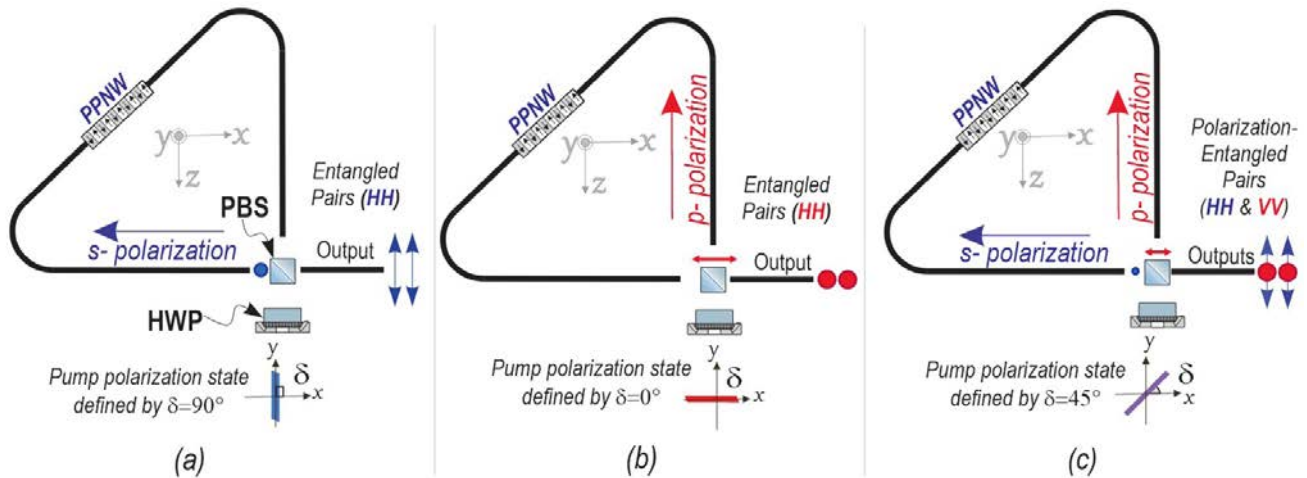 PPNW
y
x
z
Entangled
Pairs (HH)
PBS
s- polarization
Output
HWP
y
Pump polarization state
defined by δ=90°
δ
x
(a)
PPNW
p- polarization
y
x
z
Entangled
Pairs (HH)
Output
y
Pump polarization state
defined by δ=0°
δ
x
(b)
PPNW
p- polarization
y
x
z
Polarization-
Entangled
Pairs
(HH & VV)
s- polarization
Outputs
y
Pump polarization state
defined by δ=45°
δ
x
(c)